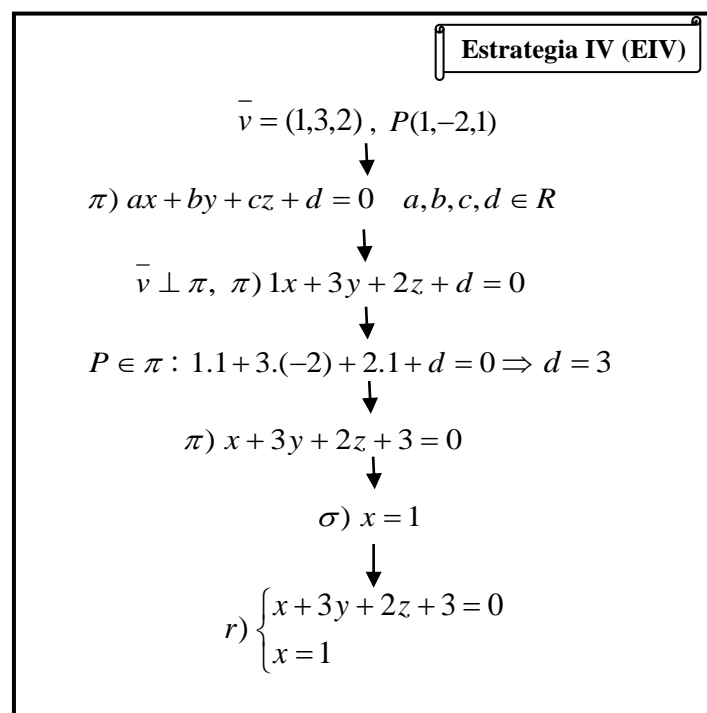 Estrategia IV (EIV)
v̄ = (1,3,2) , P(1,−2,1)
π) ax + by + cz + d = 0 a,b,c,d ∈ R
v̄ ⊥ π, π) 1x + 3y + 2z + d = 0
P ∈ π : 1.1 + 3.(−2) + 2.1 + d = 0 ⇒ d = 3
π) x + 3y + 2z + 3 = 0
σ) x = 1
r) { x + 3y + 2z + 3 = 0
x = 1